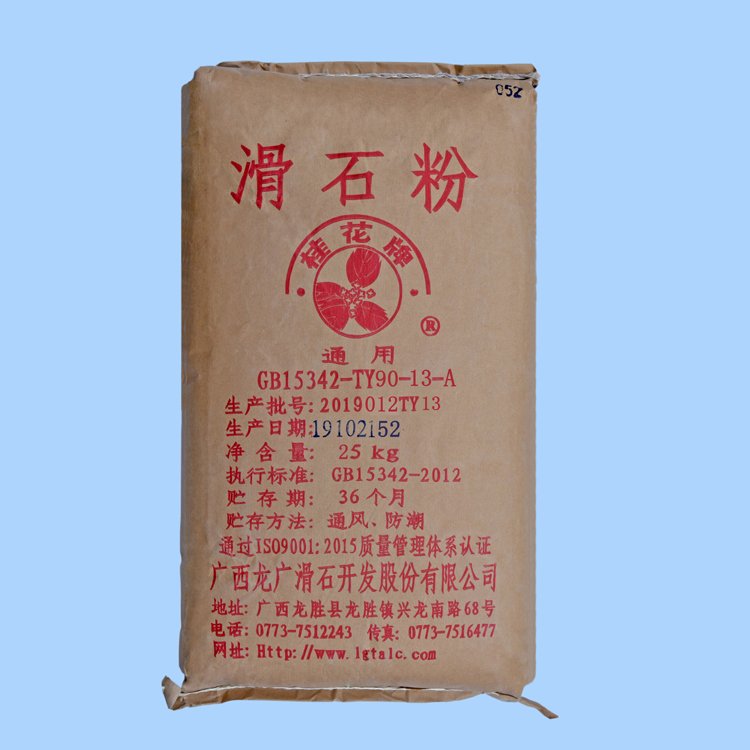 052
滑石粉
桂花牌
®
通用
GB15342-TY90-13-A
生产批号:2019012TY13
生产日期:19102152
净含量:25kg
执行标准:GB15342-2012
贮存期:36个月
贮存方法:通风、防潮
通过ISO9001:2015质量管理体系认证
广西龙广滑石开发股份有限公司
地址:广西龙胜县龙胜镇兴龙南路68号
电话:0773-7512243 传真:0773-7516477
网址:Http://www.lgtalc.com